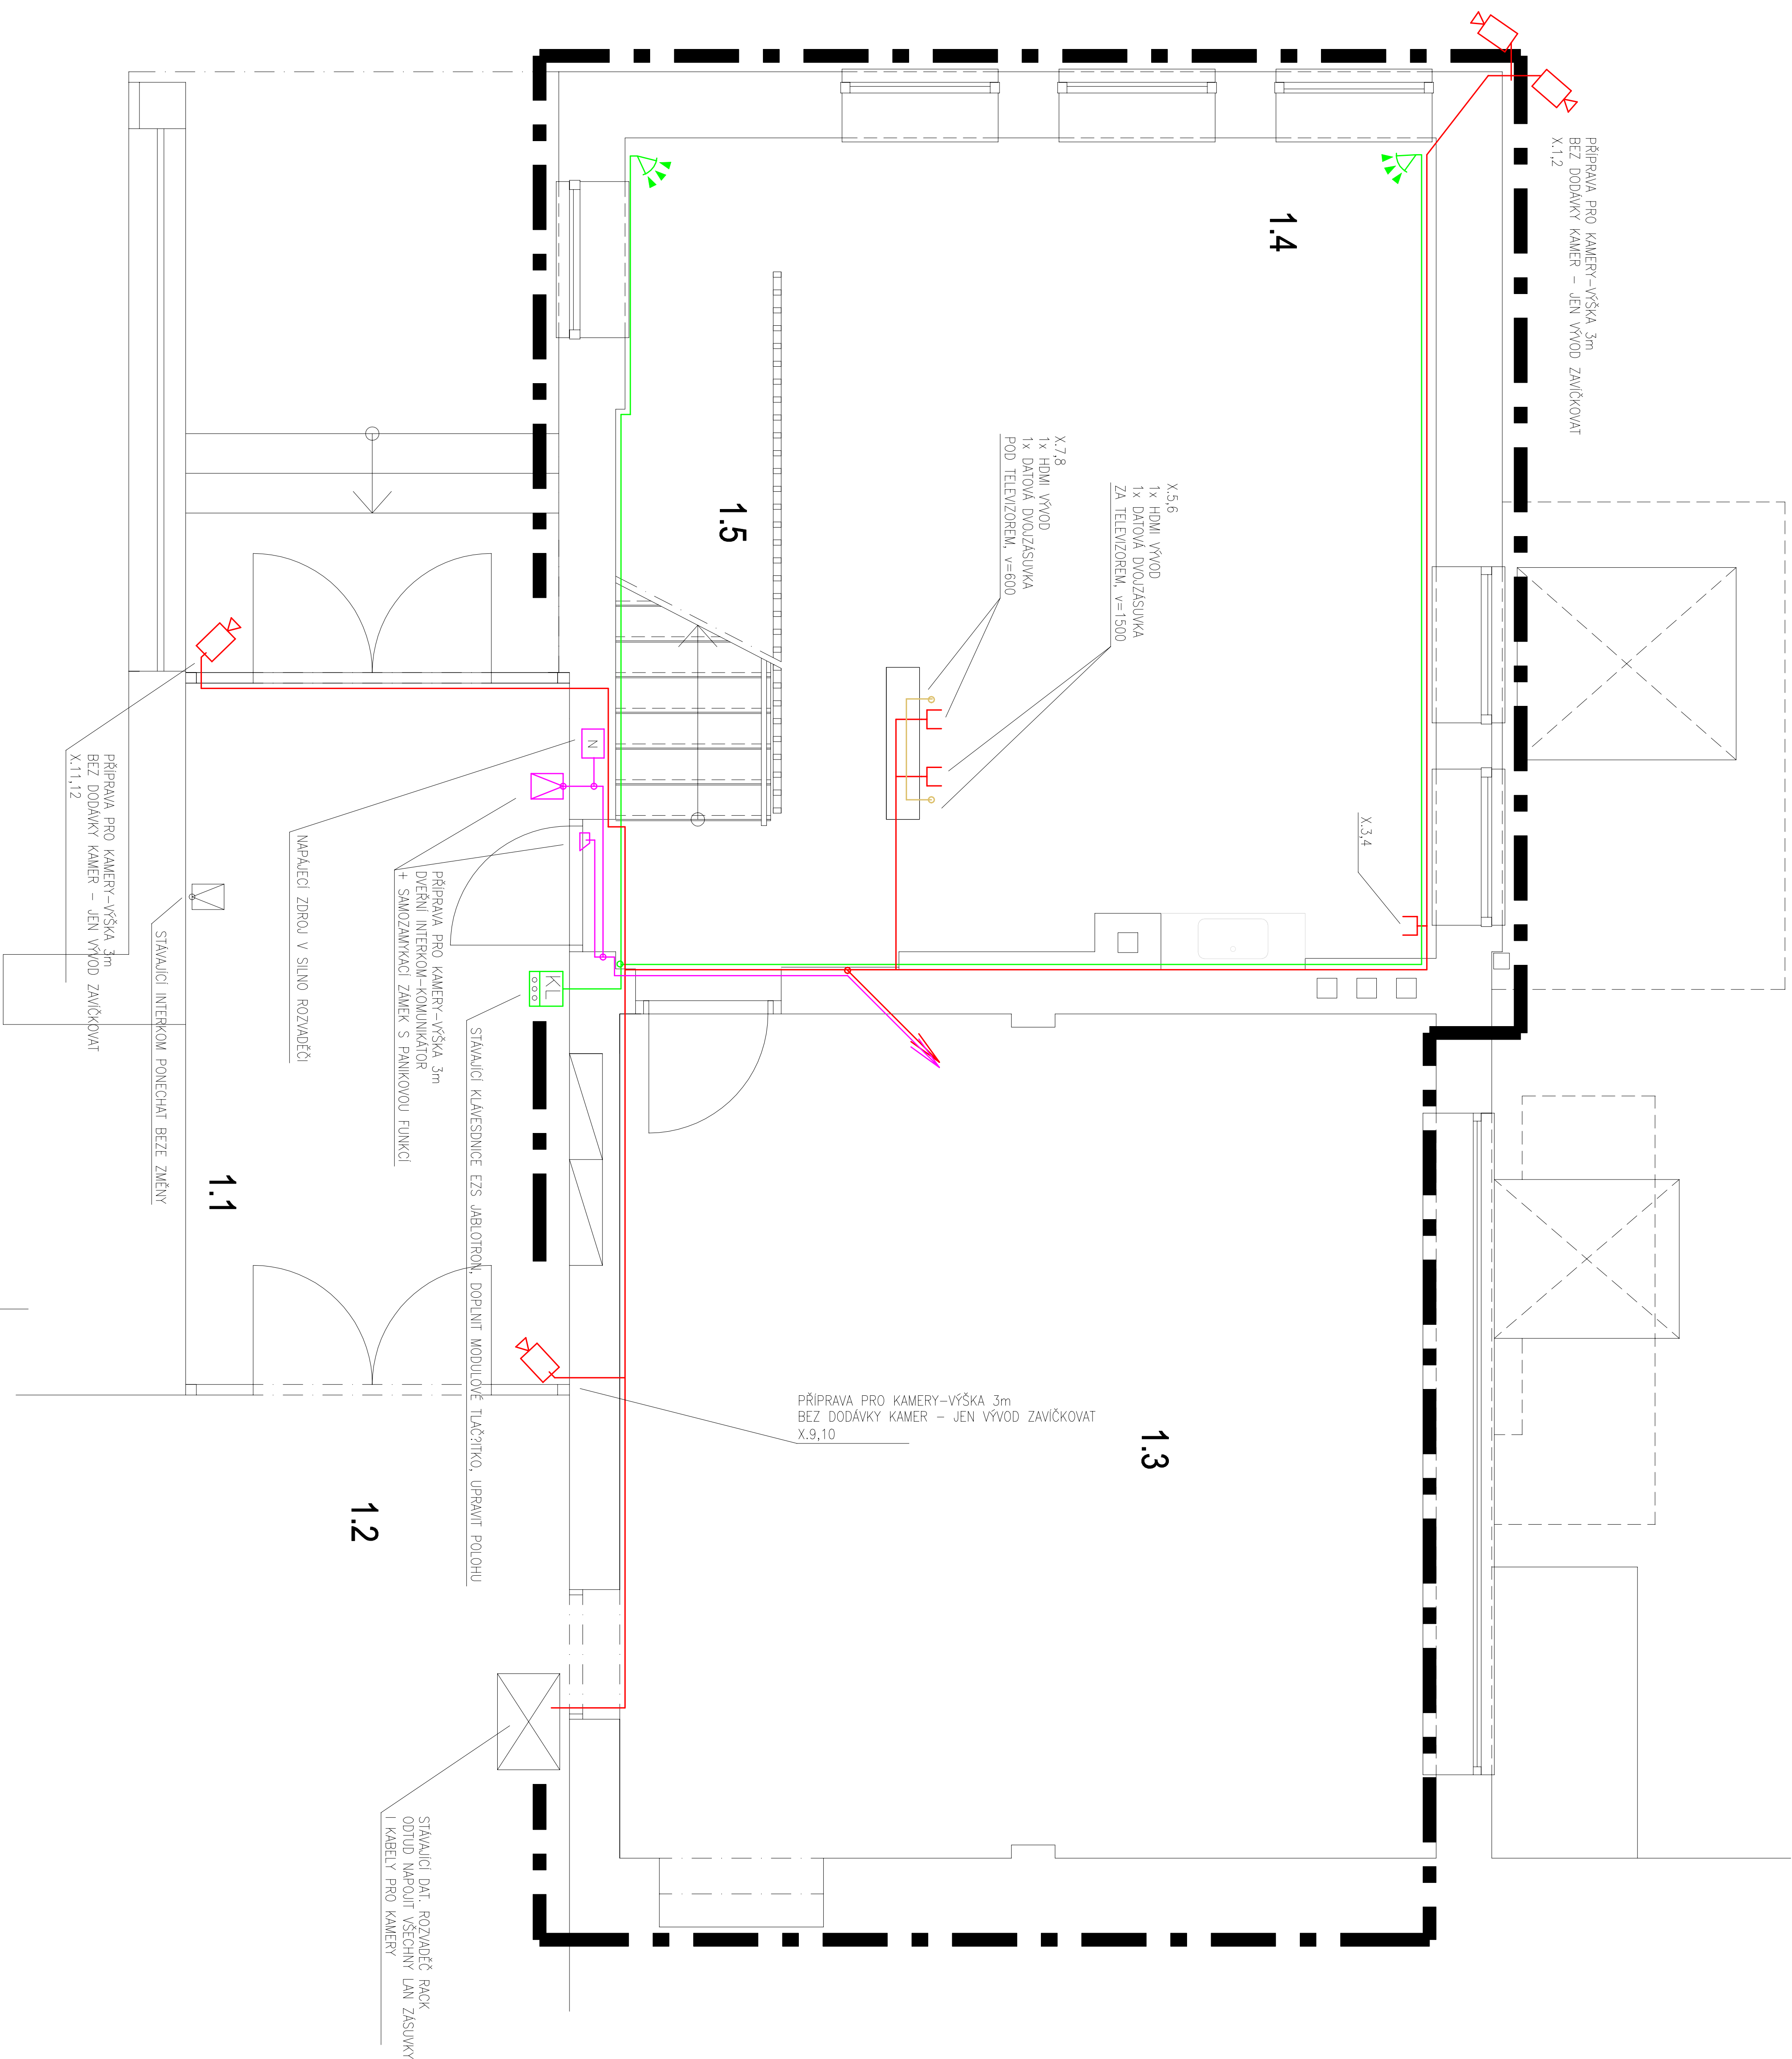 PŘÍPRAVA PRO KAMERY-VÝŠKA 3m
BEZ DODÁVKY KAMER - JEN VÝVOD ZAVÍČKOVAT
X.1,2
1.4
X.5,6
1x HDMI VÝVOD
1x DATOVÁ DVOJZÁSUVKA
ZA TELEVIZOREM, v=1500
X.7,8
1x HDMI VÝVOD
1x DATOVÁ DVOJZÁSUVKA
POD TELEVIZOREM, v=600
1.5
X.3,4
N
KL
PŘÍPRAVA PRO KAMERY-VÝŠKA 3m
DVEŘNÍ INTERKOM-KOMUNIKÁTOR
+ SAMOZAMYKACÍ ZÁMEK S PANIKOVOU FUNKCÍ
NAPÁJECÍ ZDROJ V SILNO ROZVADĚČI
STÁVAJÍCÍ INTERKOM PONECHAT BEZE ZMĚNY
PŘÍPRAVA PRO KAMERY-VÝŠKA 3m
BEZ DODÁVKY KAMER - JEN VÝVOD ZAVÍČKOVAT
X.11,12
STÁVAJÍCÍ KLÁVESDNICE EZS JABLOTRON, DOPLNIT MODULOVÉ TLAČ?ÍTKO, UPRAVIT POLOHU
1.1
PŘÍPRAVA PRO KAMERY-VÝŠKA 3m
BEZ DODÁVKY KAMER - JEN VÝVOD ZAVÍČKOVAT
X.9,10
1.3
1.2
STÁVAJÍCÍ DAT. ROZVADĚČ RACK
ODTUD NAPOJIT VŠECHNY LAN ZÁSUVKY
I KABELY PRO KAMERY